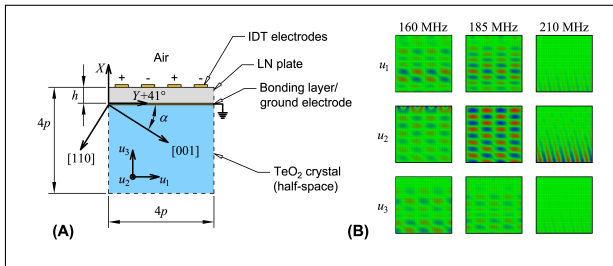 Air
IDT electrodes
LN plate
Bonding layer/
ground electrode
X
+ - + -
h
Y+41°
4p
α
[110]
[001]
u3
u2 u1
TeO2 crystal
(half-space)
4p
(A)
160 MHz 185 MHz 210 MHz
u1
u2
u3
(B)